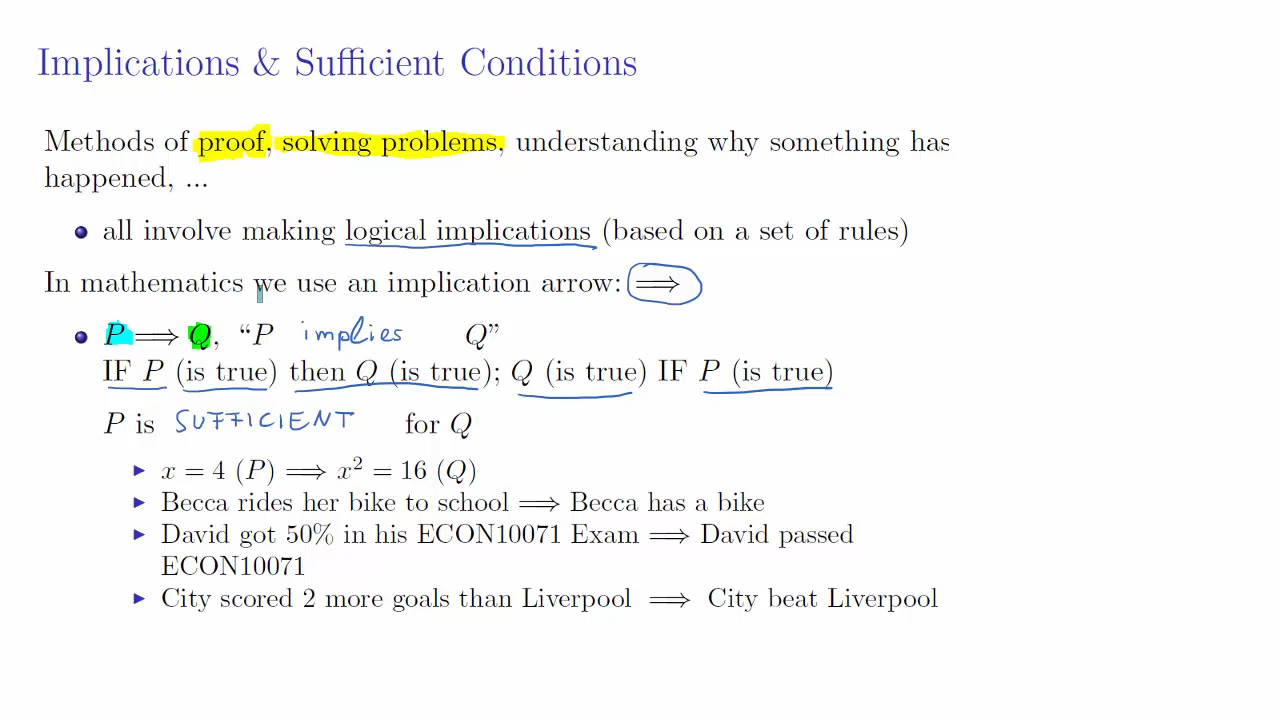 Implications & Sufficient Conditions
Methods of proof, solving problems, understanding why something has
happened, ...
all involve making logical implications (based on a set of rules)
In mathematics we use an implication arrow: ⟹
P ⟹ Q, “P implies Q”
IF P (is true) then Q (is true); Q (is true) IF P (is true)
P is SUFFICIENT for Q
x = 4 (P) ⟹ x² = 16 (Q)
Becca rides her bike to school ⟹ Becca has a bike
David got 50% in his ECON10071 Exam ⟹ David passed
ECON10071
City scored 2 more goals than Liverpool ⟹ City beat Liverpool